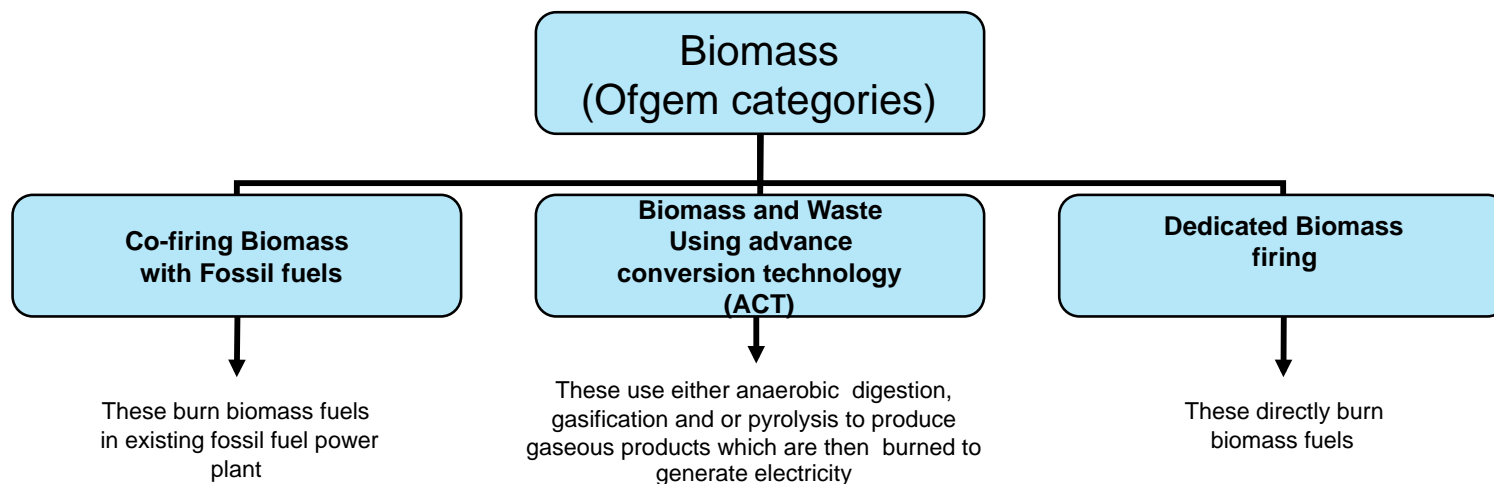 Biomass
(Ofgem categories)
Co-firing Biomass
with Fossil fuels
Biomass and Waste
Using advance
conversion technology
(ACT)
Dedicated Biomass
firing
These burn biomass fuels
in existing fossil fuel power
plant
These use either anaerobic digestion,
gasification and or pyrolysis to produce
gaseous products which are then burned to
generate electricity
These directly burn
biomass fuels